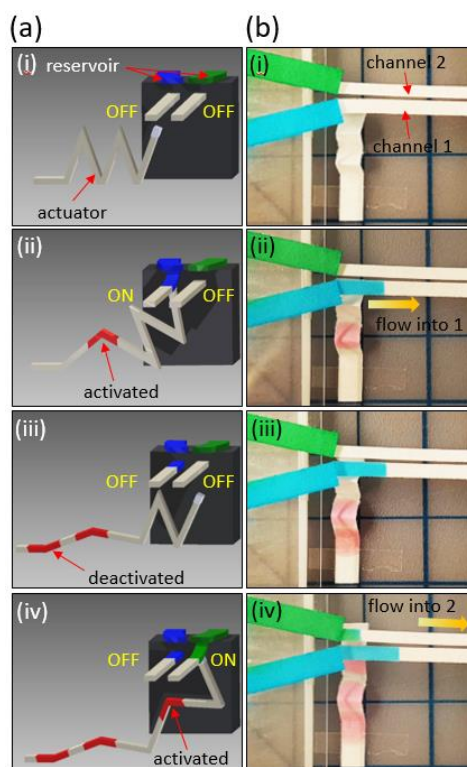 (a)
(b)
(i)
reservoir
OFF
OFF
actuator
(i)
channel 2
channel 1
(ii)
ON
OFF
activated
(ii)
flow into 1
(iii)
OFF
OFF
deactivated
(iii)
(iv)
OFF
ON
activated
(iv)
flow into 2